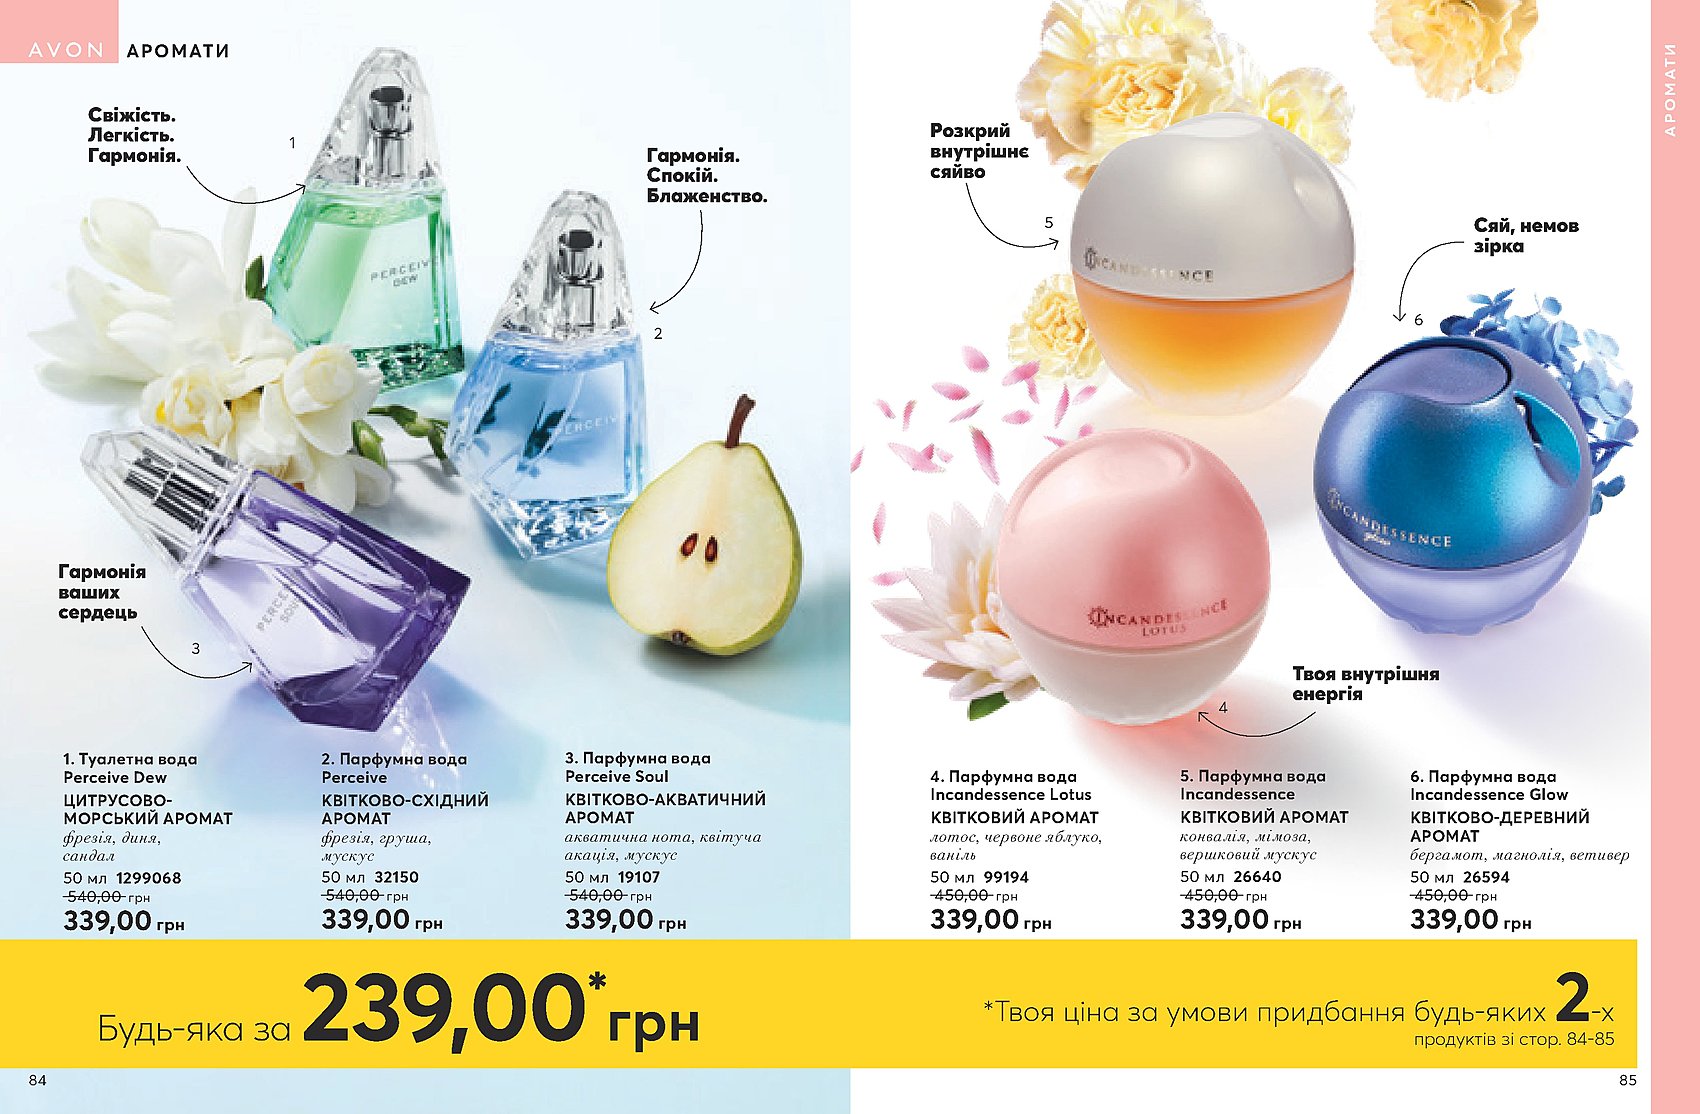 AVON АРОМАТИ
Свіжість.
Легкість.
Гармонія.
1
PERCEIVE
DEW
Гармонія.
Спокій.
Блаженство.
2
PERCEIVE
Гармонія
ваших
сердець
3
PERCEIVE
SOUL
1. Туалетна вода
Perceive Dew
ЦИТРУСОВО-
МОРСЬКИЙ АРОМАТ
фрезія, диня,
сандал
50 мл 1299068
540,00 грн
339,00 грн
2. Парфумна вода
Perceive
КВІТКОВО-СХІДНИЙ
АРОМАТ
фрезія, груша,
мускус
50 мл 32150
540,00 грн
339,00 грн
3. Парфумна вода
Perceive Soul
КВІТКОВО-АКВАТИЧНИЙ
АРОМАТ
акватична нота, квітуча
акація, мускус
50 мл 19107
540,00 грн
339,00 грн
Розкрий
внутрішнє
сяйво
5
INCANDESSENCE
Сяй, немов
зірка
6
INCANDESSENCE
glow
INCANDESSENCE
LOTUS
Твоя внутрішня
енергія
4
4. Парфумна вода
Incandessence Lotus
КВІТКОВИЙ АРОМАТ
лотос, червоне яблуко,
ваніль
50 мл 99194
450,00 грн
339,00 грн
5. Парфумна вода
Incandessence
КВІТКОВИЙ АРОМАТ
конвалія, мімоза,
вершковий мускус
50 мл 26640
450,00 грн
339,00 грн
6. Парфумна вода
Incandessence Glow
КВІТКОВО-ДЕРЕВНИЙ
АРОМАТ
бергамот, магнолія, ветивер
50 мл 26594
450,00 грн
339,00 грн
АРОМАТИ
Будь-яка за 239,00* грн
*Твоя ціна за умови придбання будь-яких 2-х
продуктів зі стор. 84-85
84
85